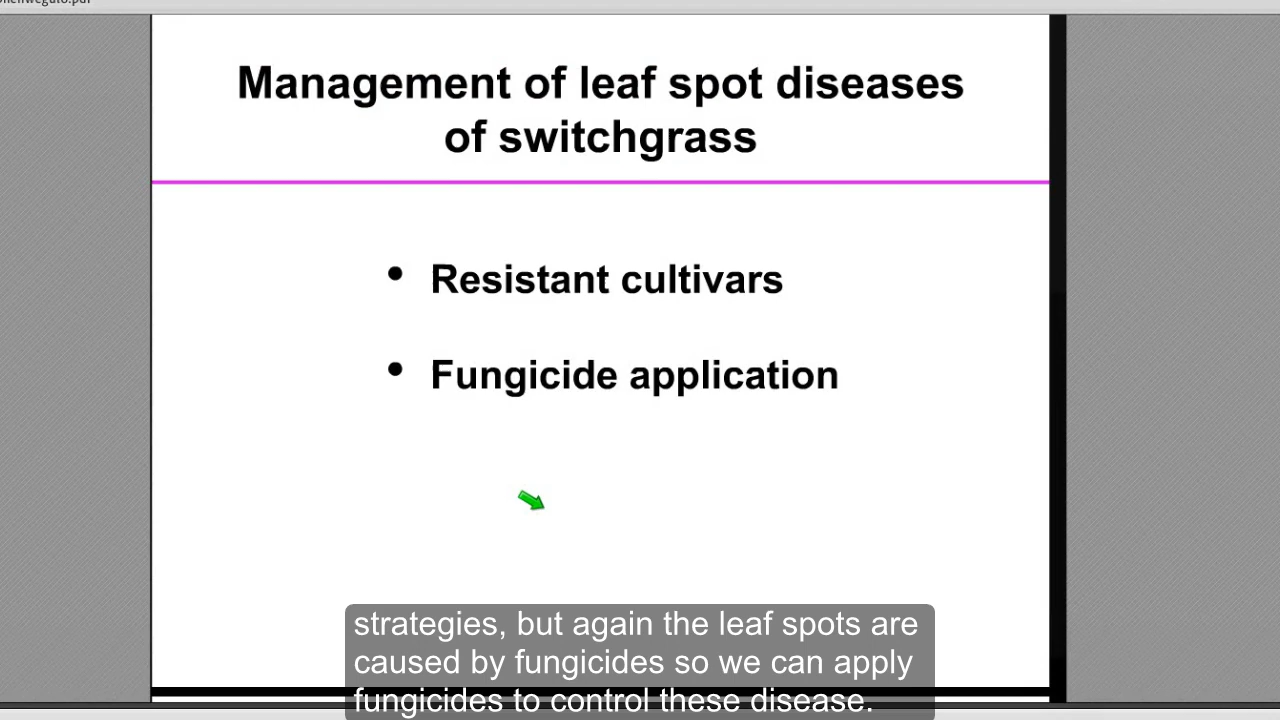 Management of leaf spot diseases
of switchgrass
• Resistant cultivars
• Fungicide application
strategies, but again the leaf spots are
caused by fungicides so we can apply
fungicides to control these disease.